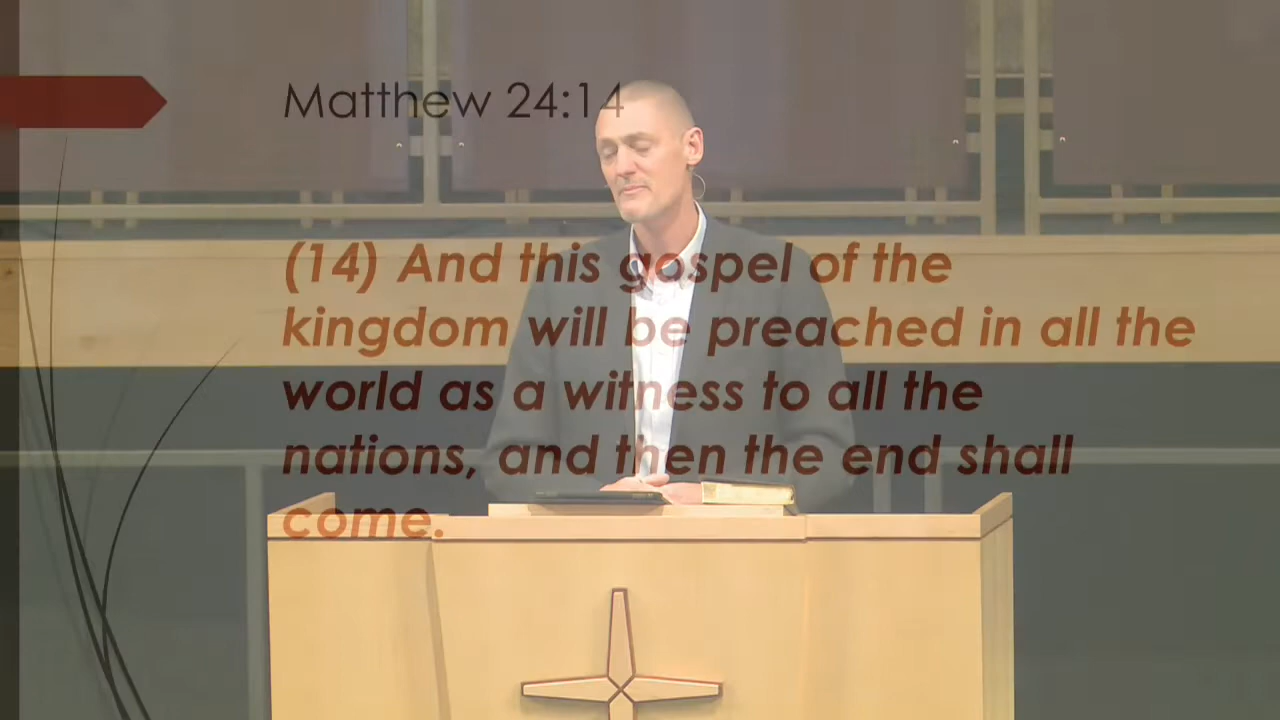 Matthew 24:14
(14) And this gospel of the
kingdom will be preached in all the
world as a witness to all the
nations, and then the end shall
come.